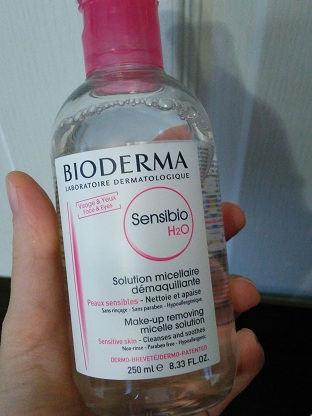 BIODERMA
LABORATOIRE DERMATOLOGIQUE
Visage & Yeux
Face & Eyes
Sensibio
H2O
Solution micellaire
démaquillante
Peaux sensibles - Nettoie et apaise
Sans rinçage - Sans paraben - Hypoallergénique
Make-up removing
micelle solution
Sensitive skin - Cleanses and soothes
Non-rinse - Paraben free - Hypoallergenic
DERMO-BREVETÉ/DERMO-PATENTED
250 ml e 8.33 FL.OZ.